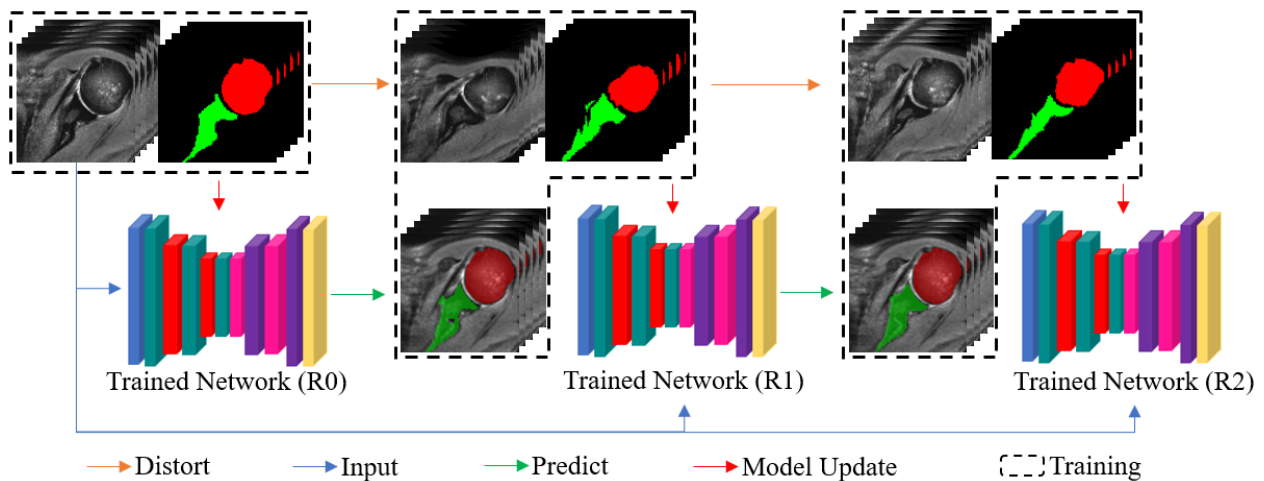 Trained Network (R0)
Trained Network (R1)
Trained Network (R2)
Distort
Input
Predict
Model Update
Training